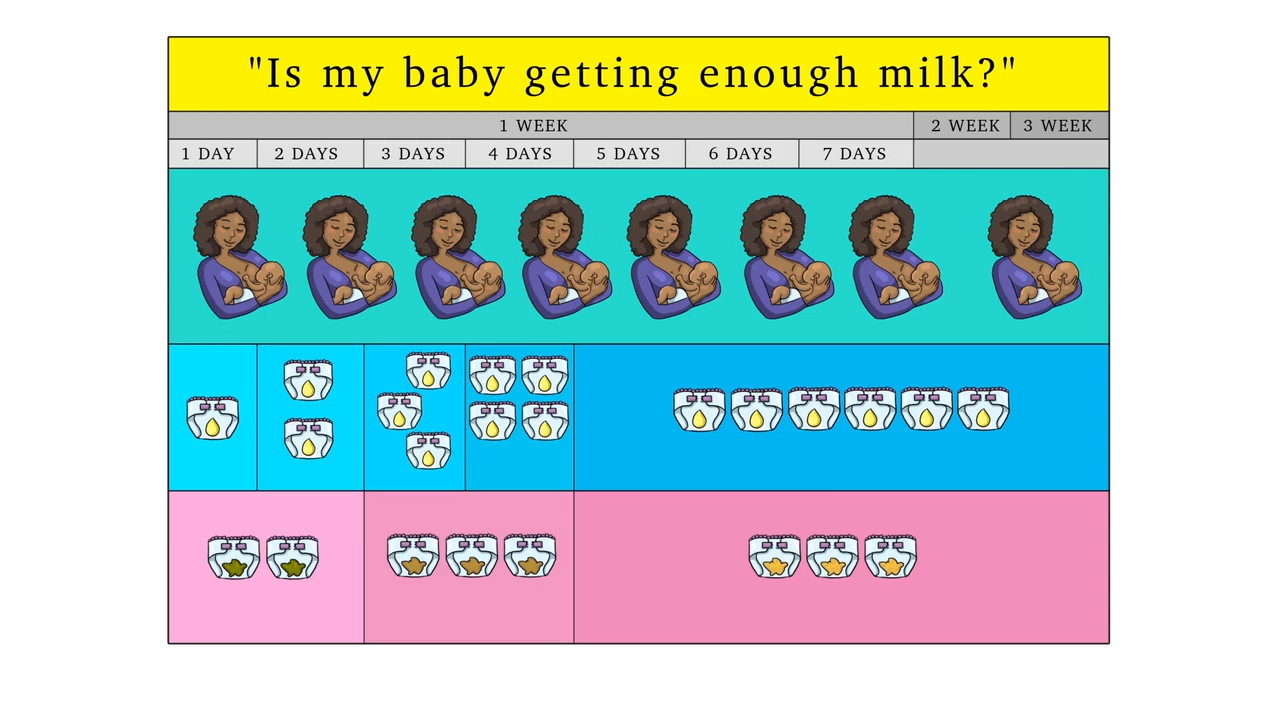 "Is my baby getting enough milk?"
1 WEEK 2 WEEK 3 WEEK
1 DAY 2 DAYS 3 DAYS 4 DAYS 5 DAYS 6 DAYS 7 DAYS